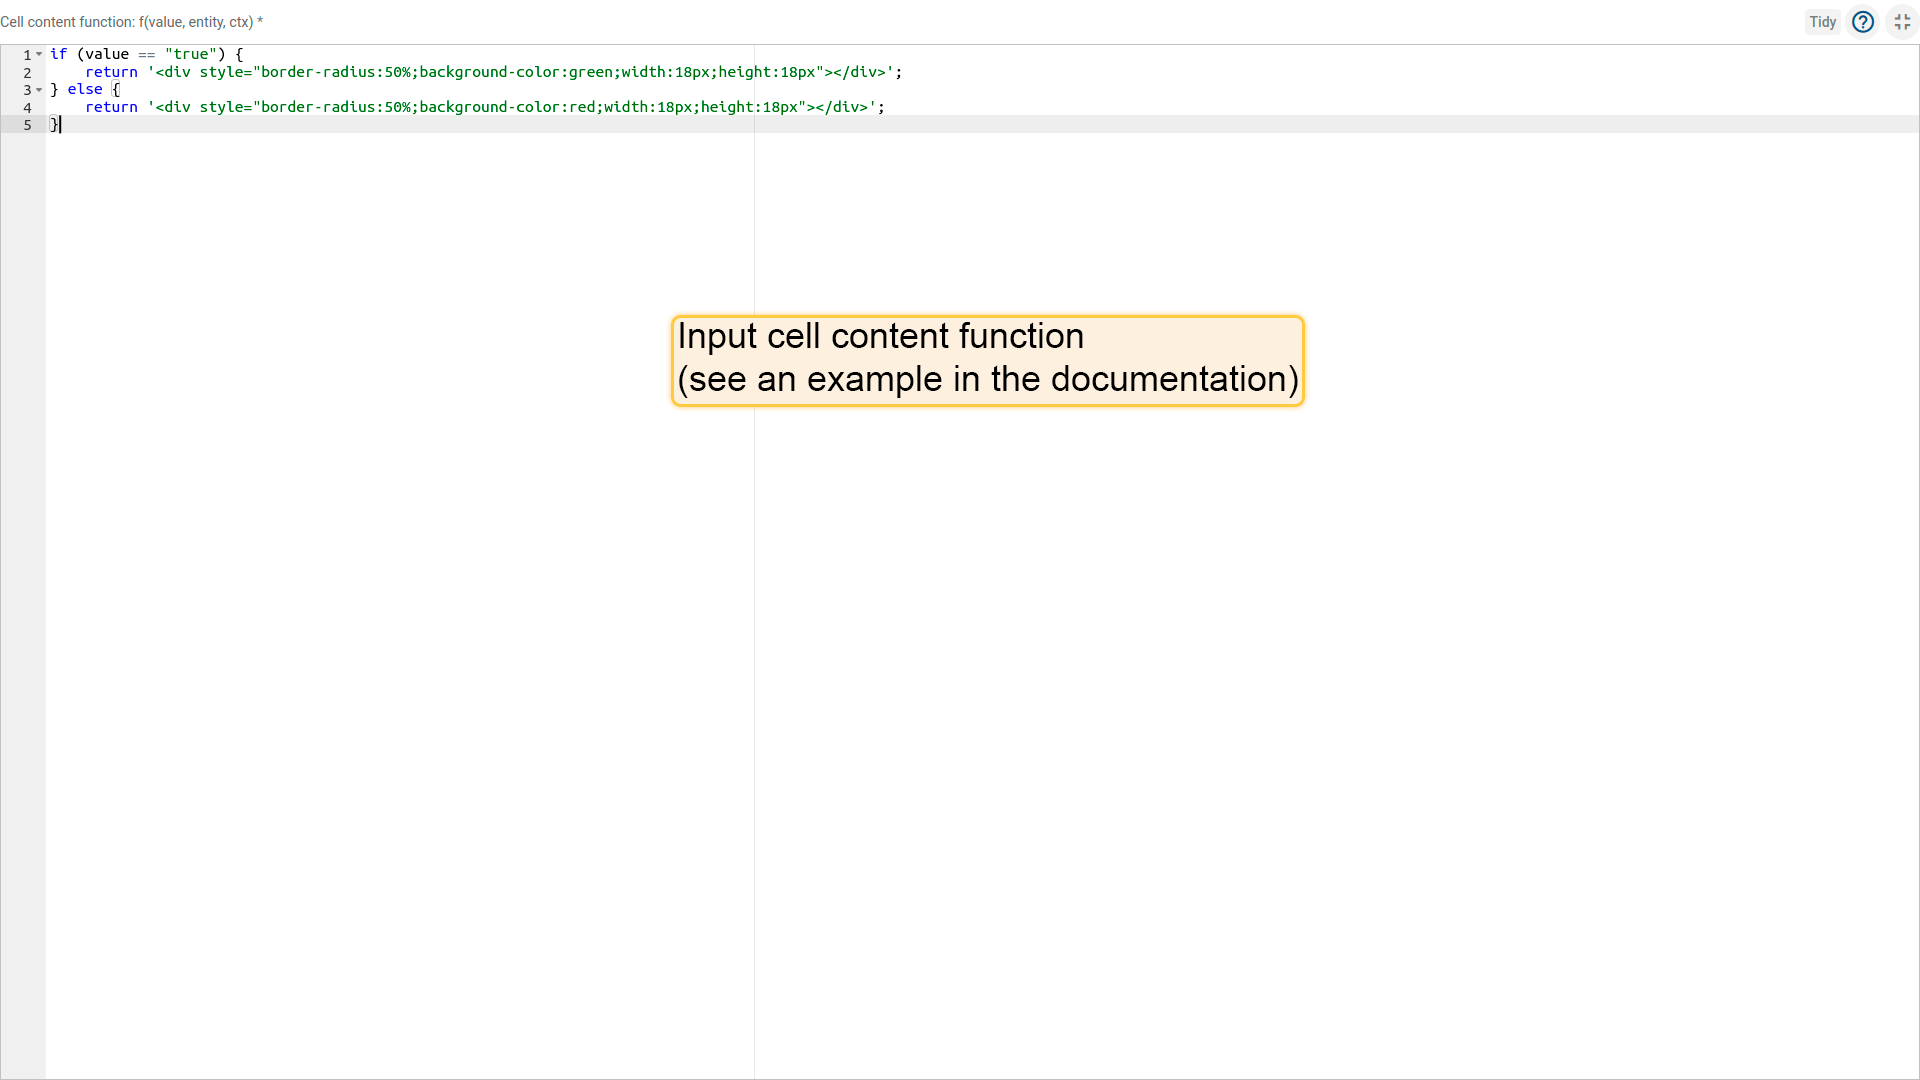 Cell content function: f(value, entity, ctx) *
Tidy
1 if (value == "true") {
2     return '<div style="border-radius:50%;background-color:green;width:18px;height:18px"></div>';
3 } else {
4     return '<div style="border-radius:50%;background-color:red;width:18px;height:18px"></div>';
5 }
Input cell content function
(see an example in the documentation)